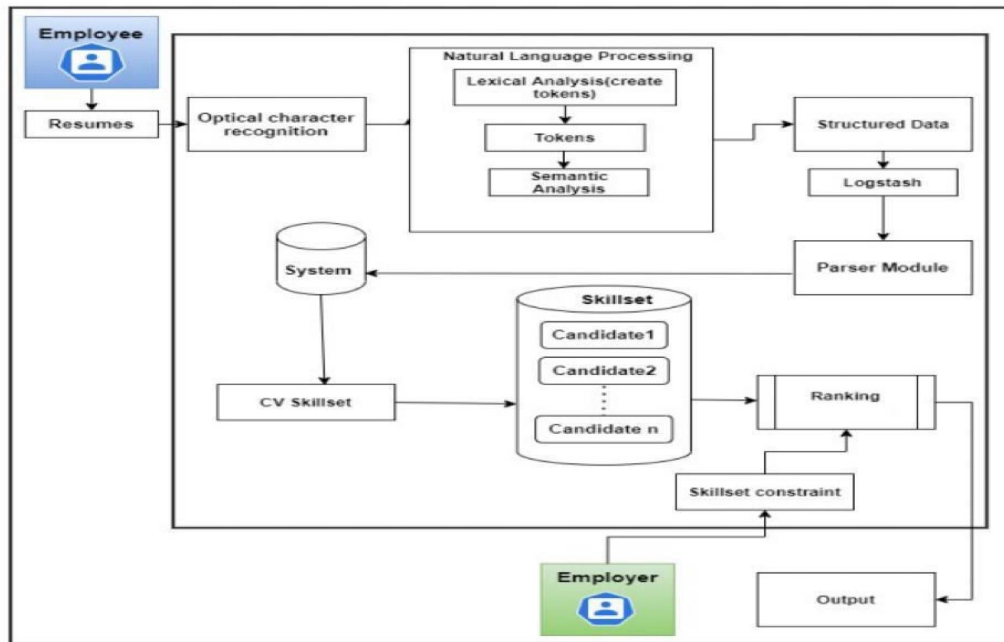 Employee
Resumes
Optical character
recognition
Natural Language Processing
Lexical Analysis(create
tokens)
Tokens
Semantic
Analysis
Structured Data
Logstash
Parser Module
System
CV Skillset
Skillset
Candidate1
Candidate2
Candidate n
Ranking
Skillset constraint
Employer
Output